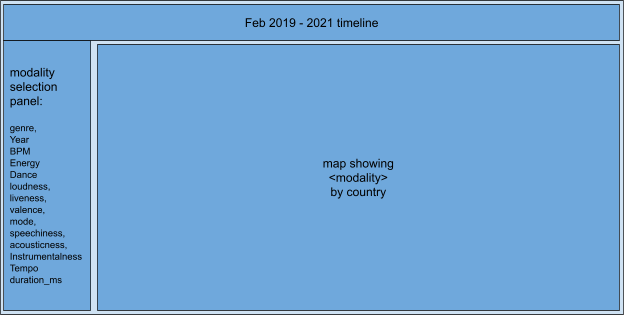 Feb 2019 - 2021 timeline
modality
selection
panel:
genre,
Year
BPM
Energy
Dance
loudness,
liveness,
valence,
mode,
speechiness,
acousticness,
Instrumentalness
Tempo
duration_ms
map showing
<modality>
by country